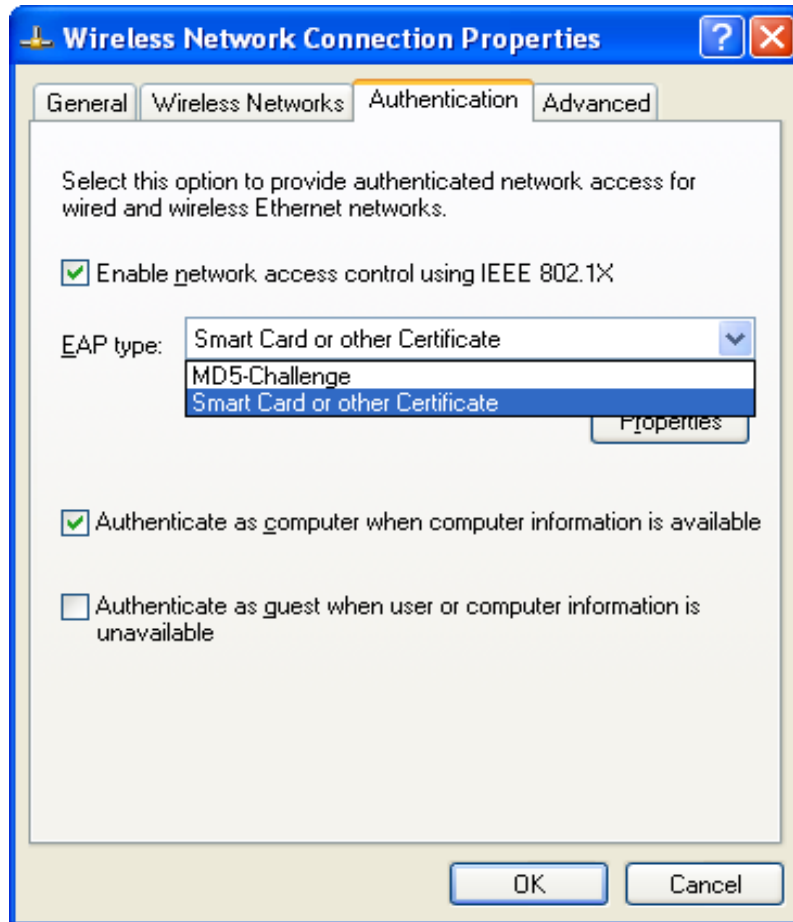 Wireless Network Connection Properties
General Wireless Networks Authentication Advanced
Select this option to provide authenticated network access for
wired and wireless Ethernet networks.
Enable network access control using IEEE 802.1X
EAP type: Smart Card or other Certificate
MD5-Challenge
Smart Card or other Certificate
Properties
Authenticate as computer when computer information is available
Authenticate as guest when user or computer information is
unavailable
OK Cancel